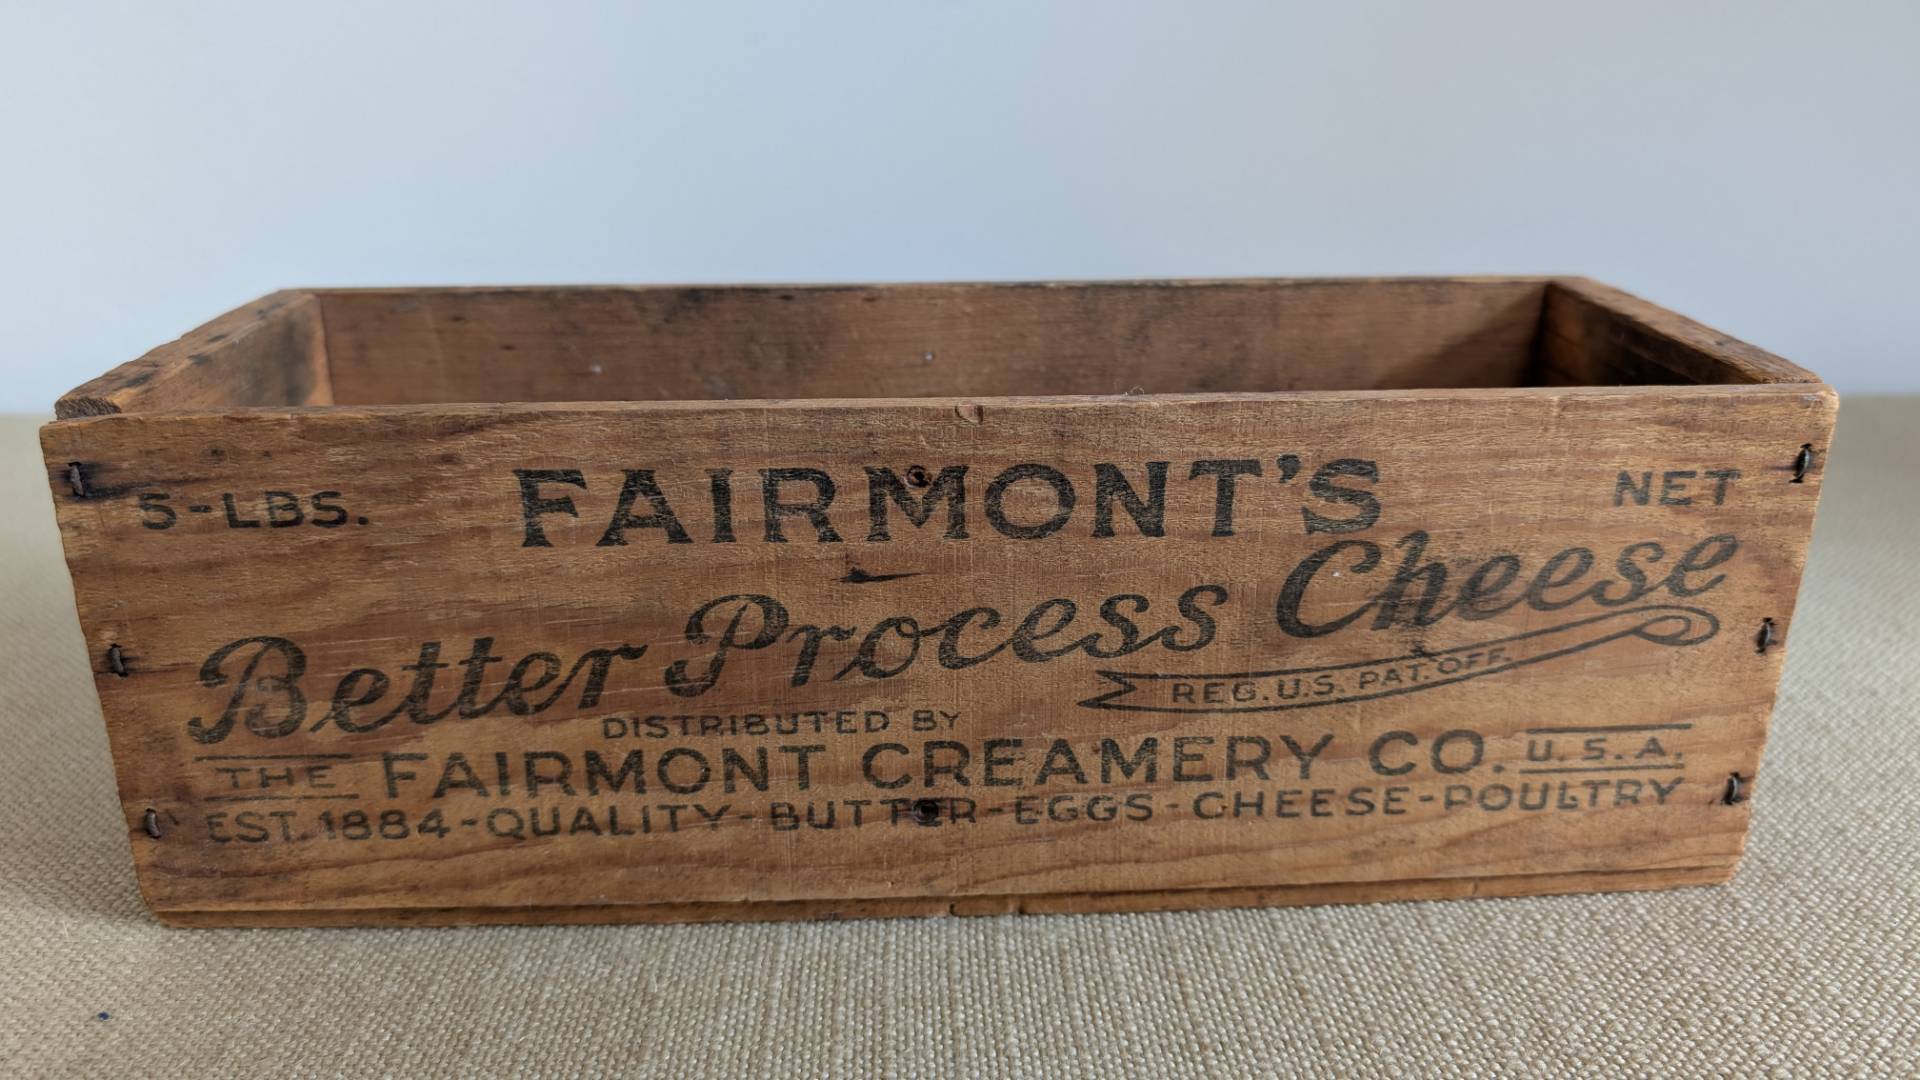 5-LBS. FAIRMONT'S NET
Better Process Cheese
REG. U.S. PAT. OFF.
DISTRIBUTED BY
THE FAIRMONT CREAMERY CO. U.S.A.
EST. 1884-QUALITY-BUTTER-EGGS-CHEESE-POULTRY